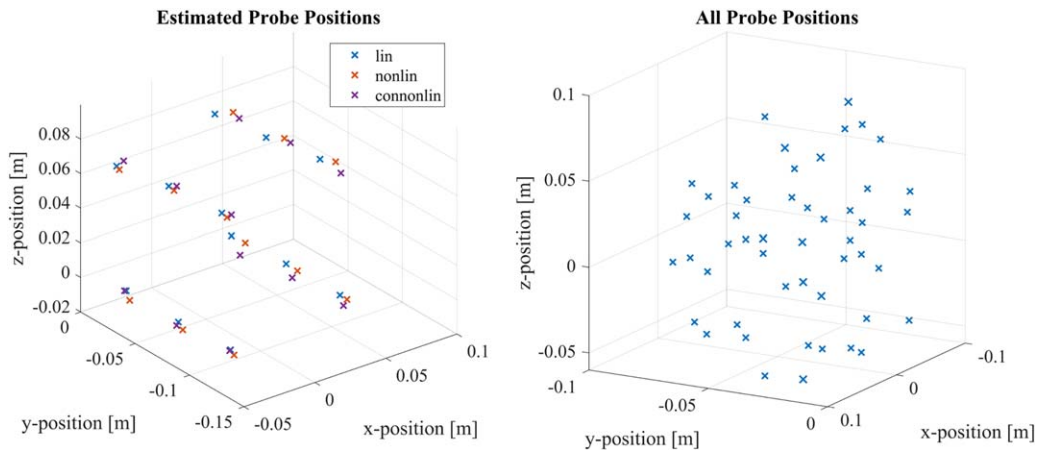 Estimated Probe Positions
lin
nonlin
connonlin
0.08
0.06
0.04
0.02
0
-0.02
z-position [m]
0
-0.05
-0.1
-0.15
y-position [m]
-0.05
0
0.05
0.1
x-position [m]
All Probe Positions
0.1
0.05
0
-0.05
z-position [m]
-0.1
-0.05
0
y-position [m]
0.1
0
-0.1
x-position [m]